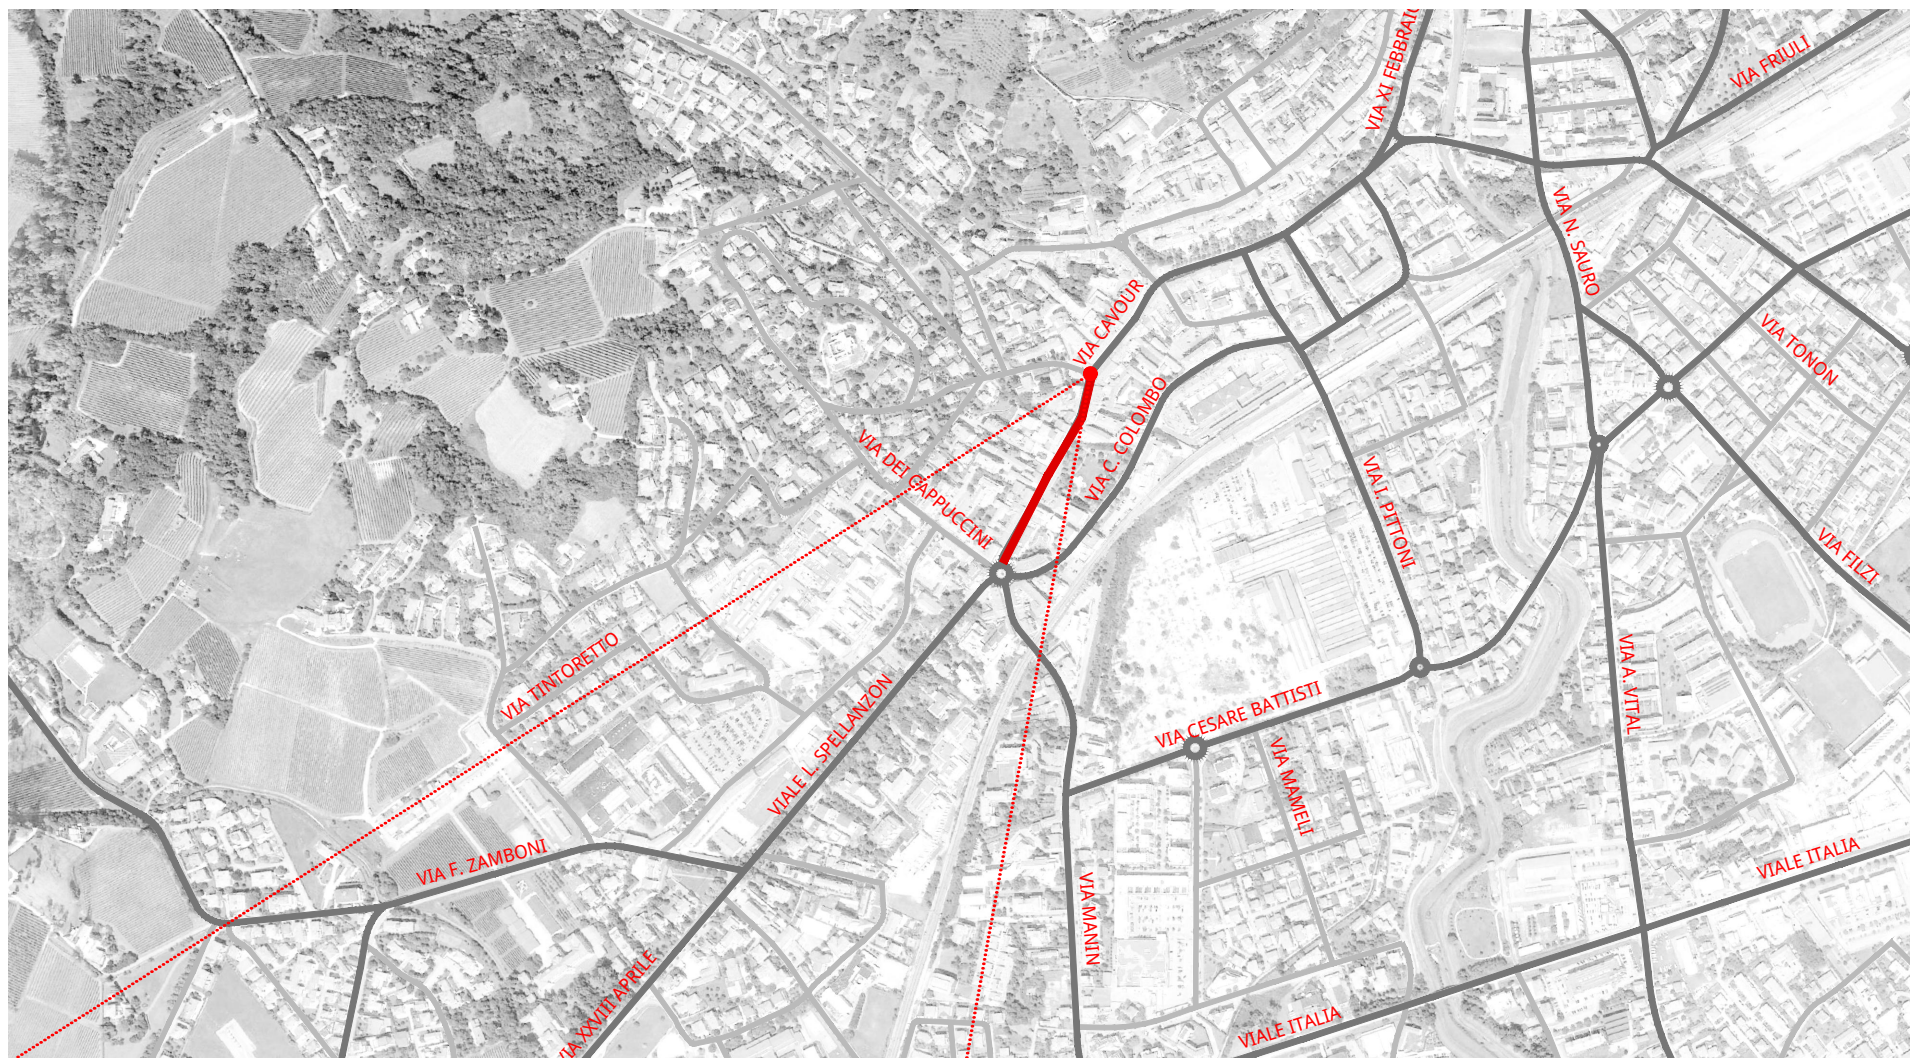 VIA XI FEBBRAIO
VIA FRIULI
VIA N. SAURO
VIA CAVOUR
VIA TONON
VIA C. COLOMBO
VIA DEI CAPPUCCINI
VIA I. PITTONI
VIA FILZI
VIA TINTORETTO
VIA A. VITAL
VIALE L. SPELLANZON
VIA CESARE BATTISTI
VIA MAMELI
VIA F. ZAMBONI
VIALE ITALIA
VIA MANIN
VIA XXVIII APRILE
VIALE ITALIA